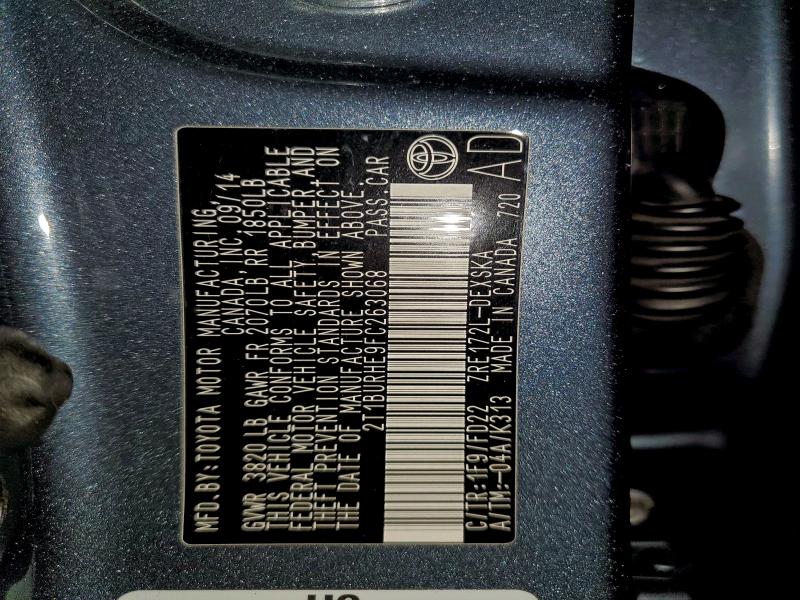 MFD.BY:TOYOTA MOTOR MANUFACTURING,
CANADA, INC. 09/14
GVWR 3820LB GAWR FR 2070LB RR 1850LB
THIS VEHICLE CONFORMS TO ALL APPLICABLE
FEDERAL MOTOR VEHICLE SAFETY, BUMPER AND
THEFT PREVENTION STANDARDS IN EFFECT ON
THE DATE OF MANUFACTURE SHOWN ABOVE.
2T1BURHE9FC263068 PASS.CAR
C/TR:1F9/FD22 ZRE172L-DEXSKA
A/TM:-04A/K313 MADE IN CANADA 720
AD